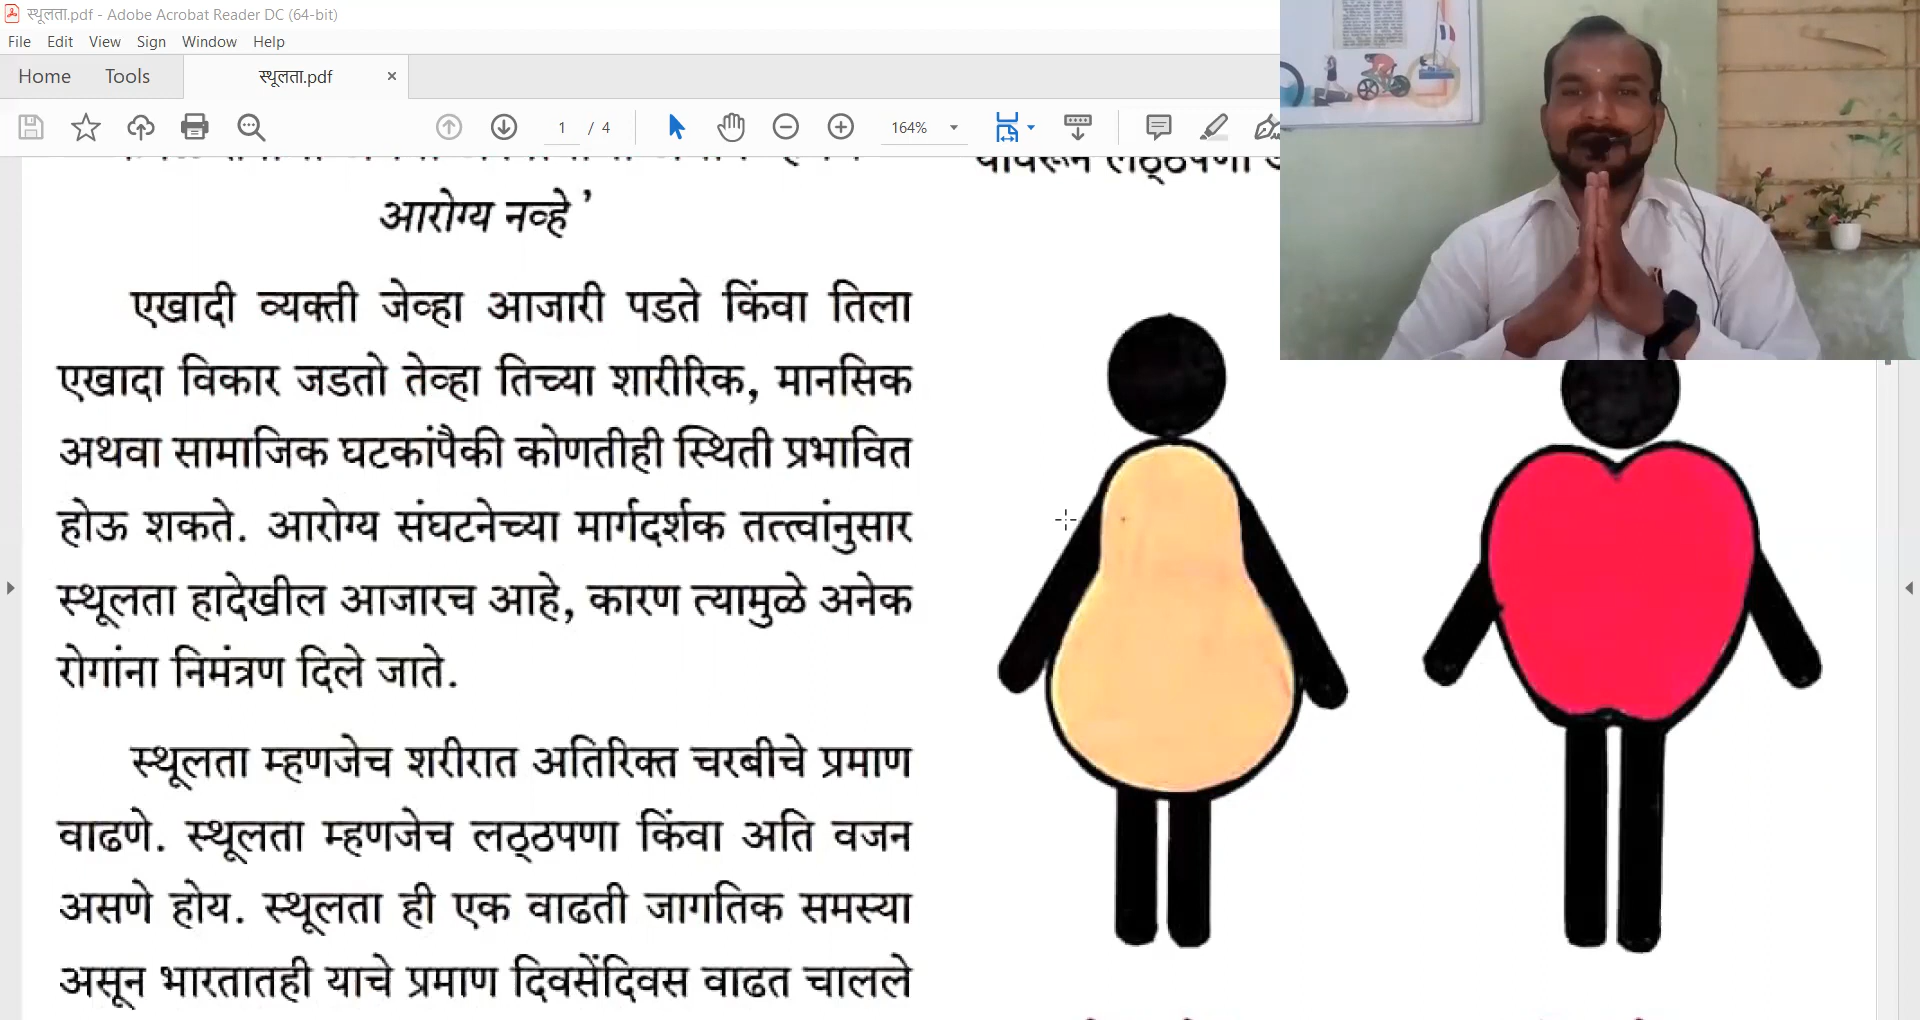 स्थूलता.pdf - Adobe Acrobat Reader DC (64-bit)
File Edit View Sign Window Help
Home Tools स्थूलता.pdf ×
1 / 4 164%
आरोग्य नव्हे '
एखादी व्यक्ती जेव्हा आजारी पडते किंवा तिला
एखादा विकार जडतो तेव्हा तिच्या शारीरिक, मानसिक
अथवा सामाजिक घटकांपैकी कोणतीही स्थिती प्रभावित
होऊ शकते. आरोग्य संघटनेच्या मार्गदर्शक तत्त्वांनुसार
स्थूलता हादेखील आजारच आहे, कारण त्यामुळे अनेक
रोगांना निमंत्रण दिले जाते.
स्थूलता म्हणजेच शरीरात अतिरिक्त चरबीचे प्रमाण
वाढणे. स्थूलता म्हणजेच लठ्ठपणा किंवा अति वजन
असणे होय. स्थूलता ही एक वाढती जागतिक समस्या
असून भारतातही याचे प्रमाण दिवसेंदिवस वाढत चालले
लठ्ठपणा